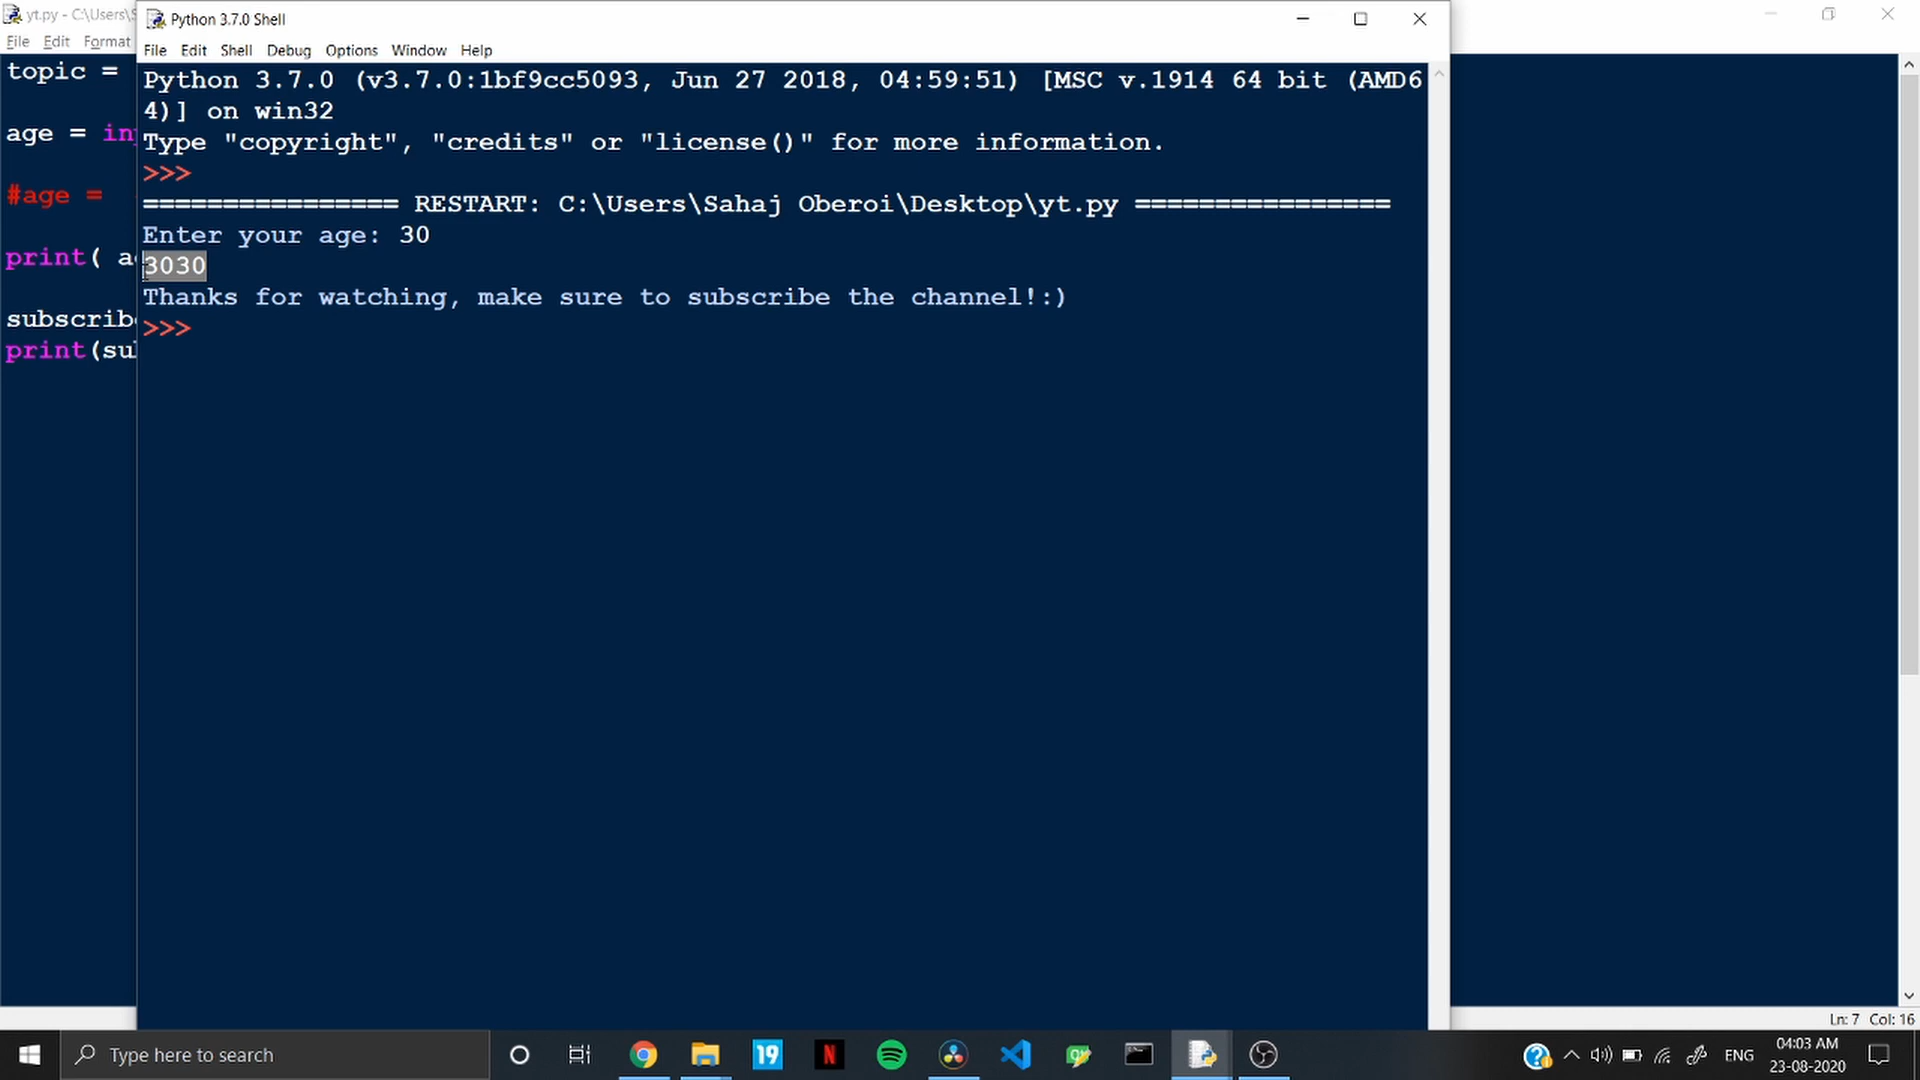 yt.py - C:\Users\S
File Edit Format
topic =
age = inp
#age =
print( a
subscribe
print(su
Python 3.7.0 Shell
File Edit Shell Debug Options Window Help
Python 3.7.0 (v3.7.0:1bf9cc5093, Jun 27 2018, 04:59:51) [MSC v.1914 64 bit (AMD6
4)] on win32
Type "copyright", "credits" or "license()" for more information.
>>>
================ RESTART: C:\Users\Sahaj Oberoi\Desktop\yt.py ================
Enter your age: 30
3030
Thanks for watching, make sure to subscribe the channel!:)
>>>
Ln: 7 Col: 16
Type here to search
19
N
Qt
ENG
04:03 AM
23-08-2020